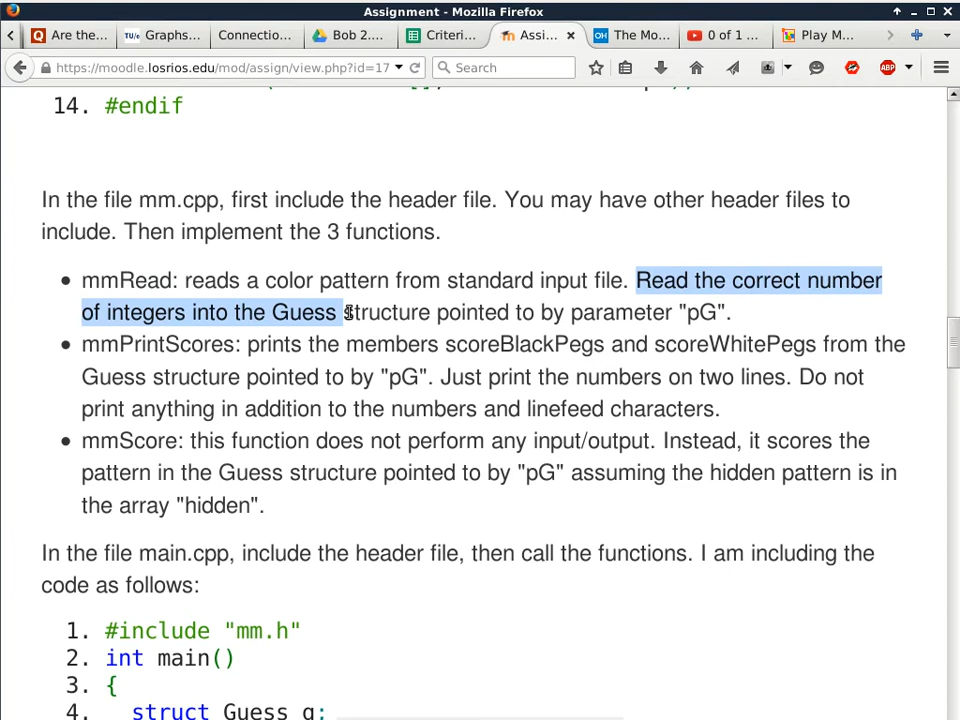 Assignment - Mozilla Firefox
Are the... Graphs... Connectio... Bob 2.... Criteri... Assi... The Mo... 0 of 1 ... Play M...
https://moodle.losrios.edu/mod/assign/view.php?id=17 Search ABP
14. #endif
In the file mm.cpp, first include the header file. You may have other header files to
include. Then implement the 3 functions.
• mmRead: reads a color pattern from standard input file. Read the correct number
of integers into the Guess structure pointed to by parameter "pG".
• mmPrintScores: prints the members scoreBlackPegs and scoreWhitePegs from the
Guess structure pointed to by "pG". Just print the numbers on two lines. Do not
print anything in addition to the numbers and linefeed characters.
• mmScore: this function does not perform any input/output. Instead, it scores the
pattern in the Guess structure pointed to by "pG" assuming the hidden pattern is in
the array "hidden".
In the file main.cpp, include the header file, then call the functions. I am including the
code as follows:
1. #include "mm.h"
2. int main()
3. {
4. struct Guess g;